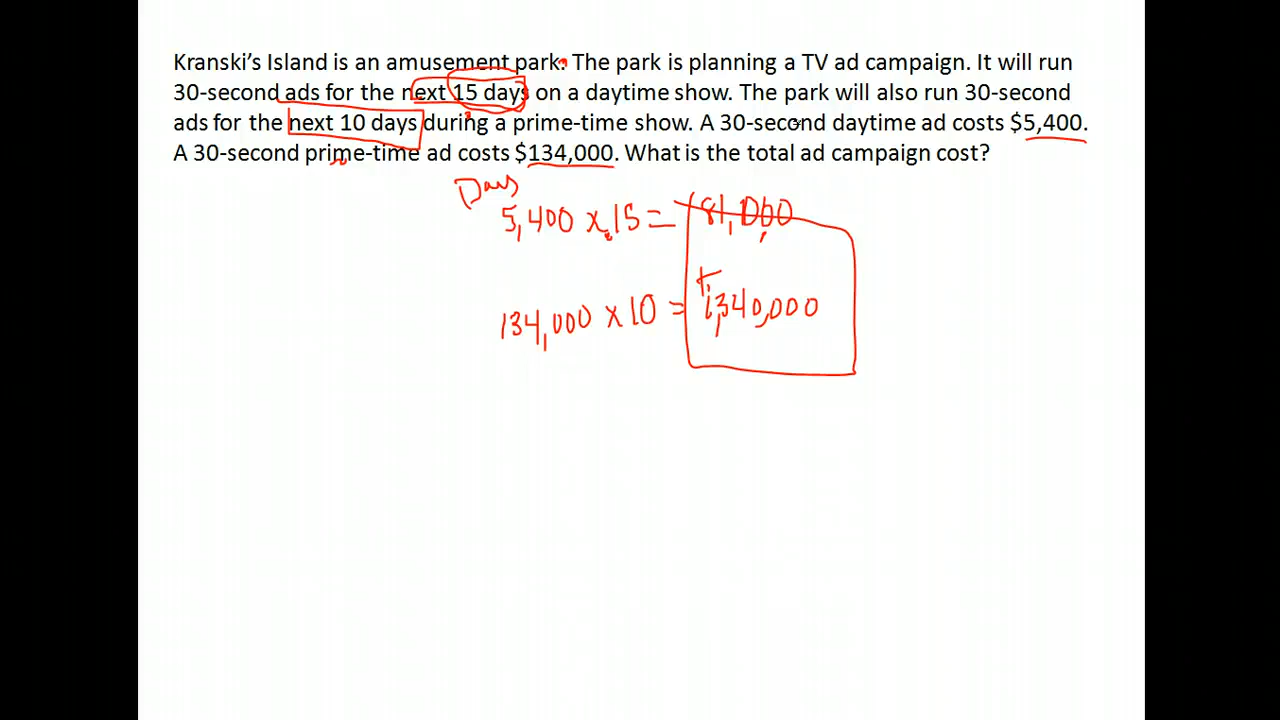 Kranski's Island is an amusement park. The park is planning a TV ad campaign. It will run
30-second ads for the next 15 days on a daytime show. The park will also run 30-second
ads for the next 10 days during a prime-time show. A 30-second daytime ad costs $5,400.
A 30-second prime-time ad costs $134,000. What is the total ad campaign cost?
Days
5,400 x 15 = 81,000
+
134,000 x 10 = 1,340,000